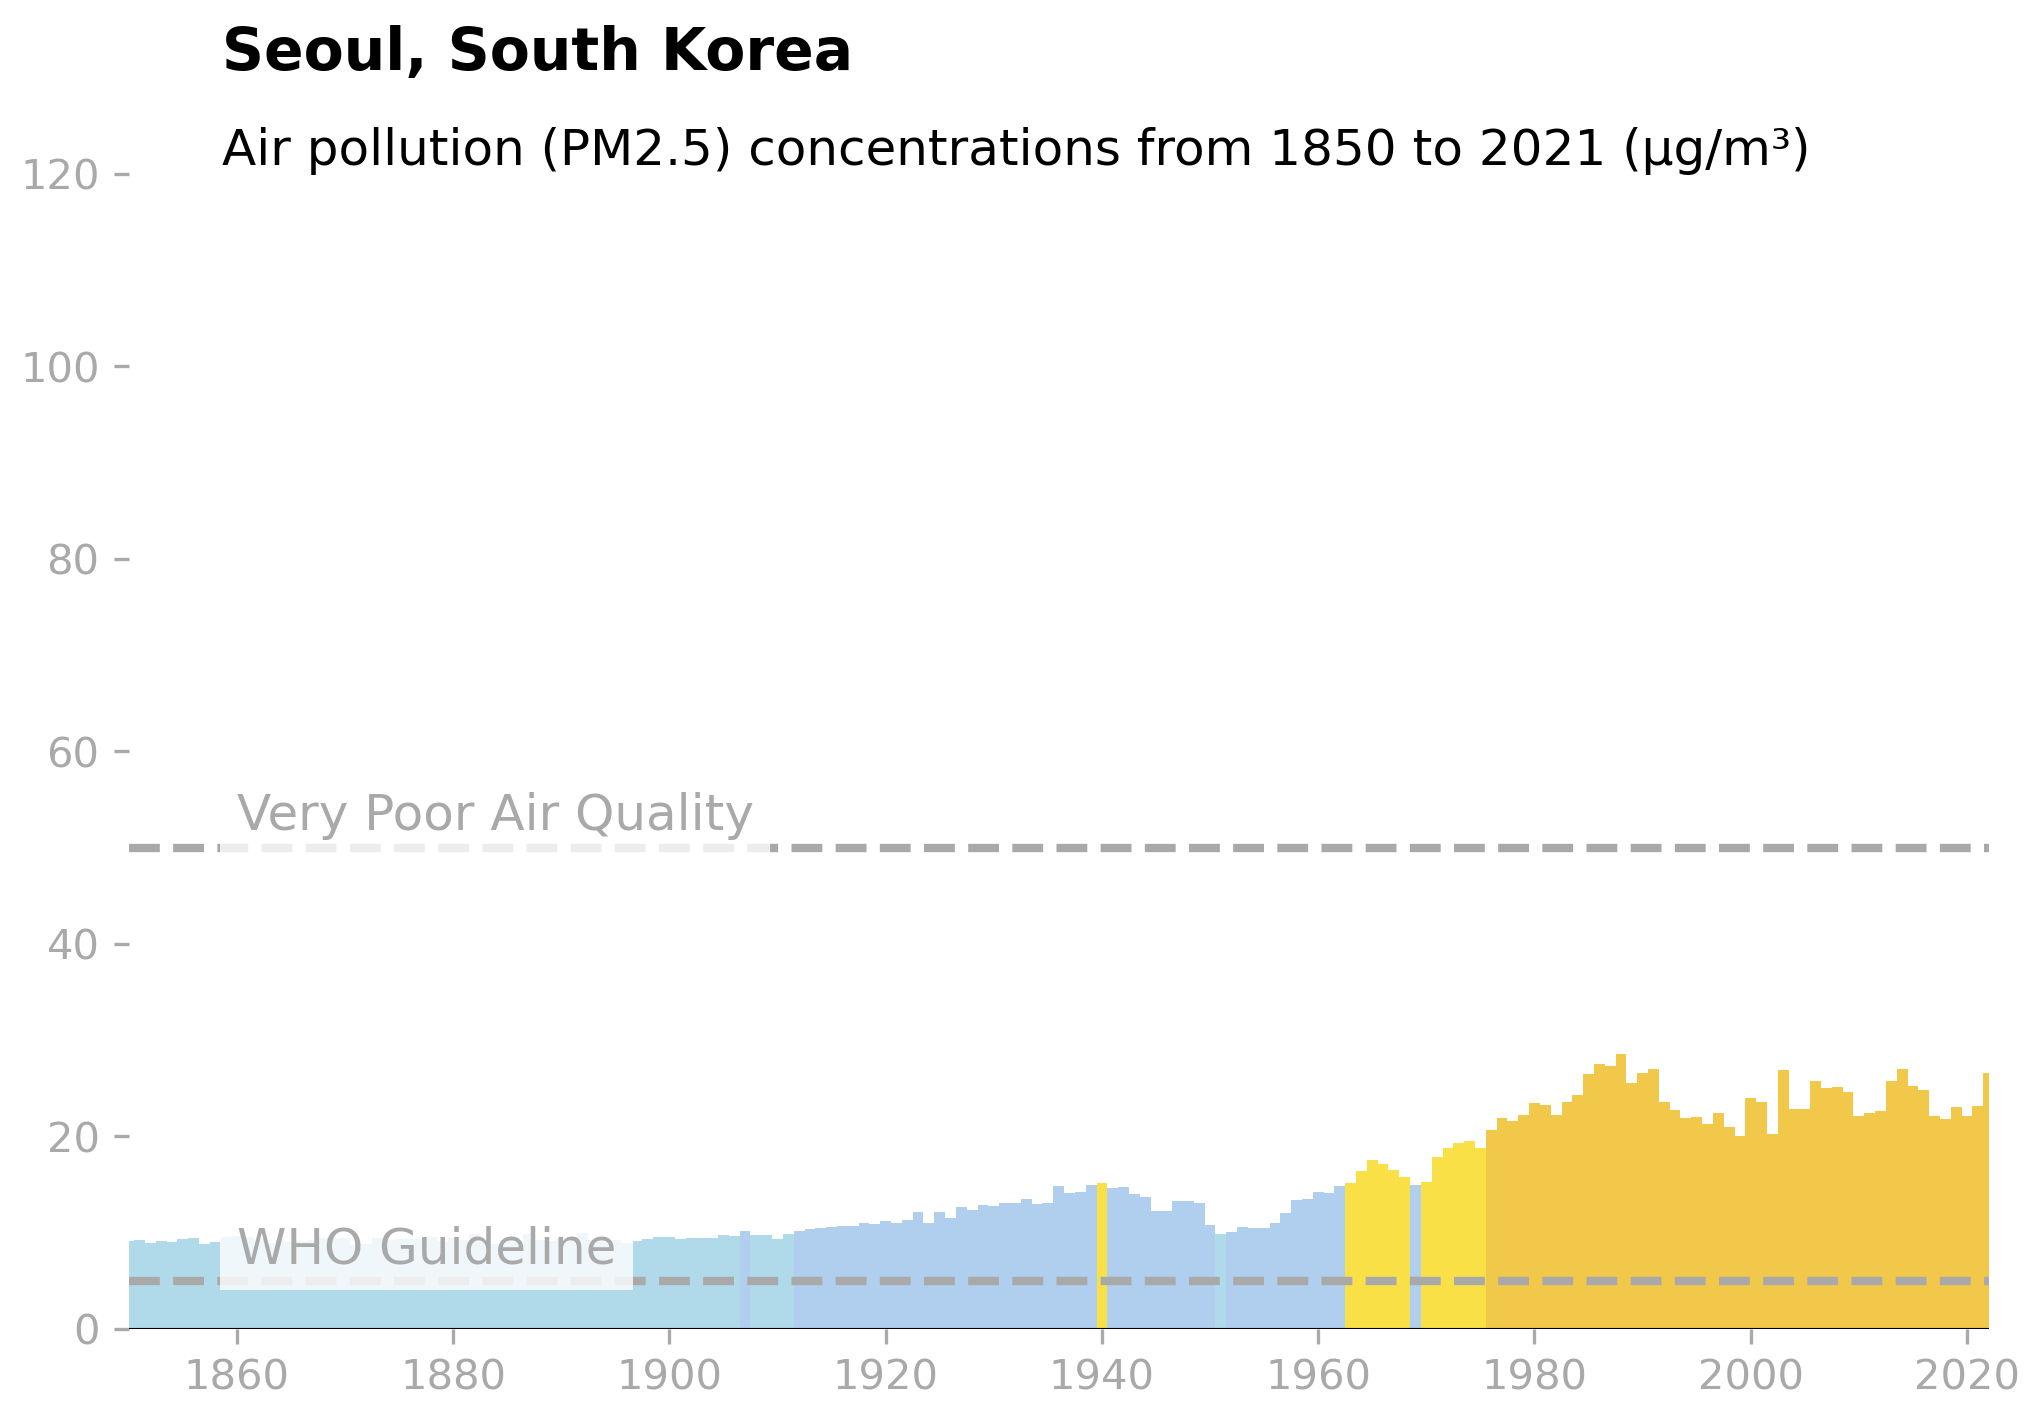 Seoul, South Korea
Air pollution (PM2.5) concentrations from 1850 to 2021 (µg/m³)
120
100
80
60
Very Poor Air Quality
40
20
WHO Guideline
0
1860 1880 1900 1920 1940 1960 1980 2000 2020